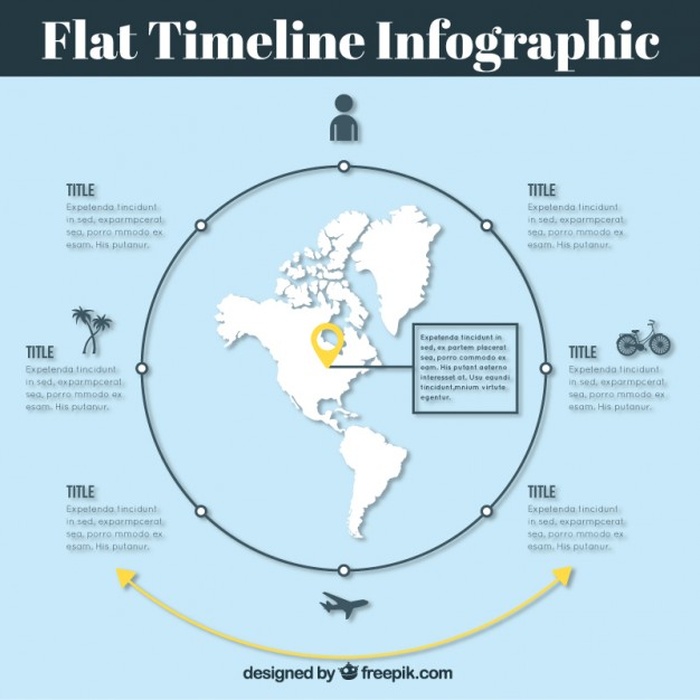 Flat Timeline Infographic
TITLE
Expetenda tincidunt
in sed, exparmpcerat
sea, porro mmodo ex
esam. His putanur.
TITLE
Expetenda tincidunt
in sed, exparmpcerat
sea, porro mmodo ex
esam. His putanur.
TITLE
Expetenda tincidunt
in sed, exparmpcerat
sea, porro mmodo ex
esam. His putanur.
Expetenda tincidunt in
sed, ex partem placerat
sea, porro commodo ex
eam. His putant aeterno
interesset at. Usu eaundi
tincidunt,mnium virtute
egentur.
TITLE
Expetenda tincidunt
in sed, exparmpcerat
sea, porro mmodo ex
esam. His putanur.
TITLE
Expetenda tincidunt
in sed, exparmpcerat
sea, porro mmodo ex
esam. His putanur.
TITLE
Expetenda tincidunt
in sed, exparmpcerat
sea, porro mmodo ex
esam. His putanur.
designed by freepik.com